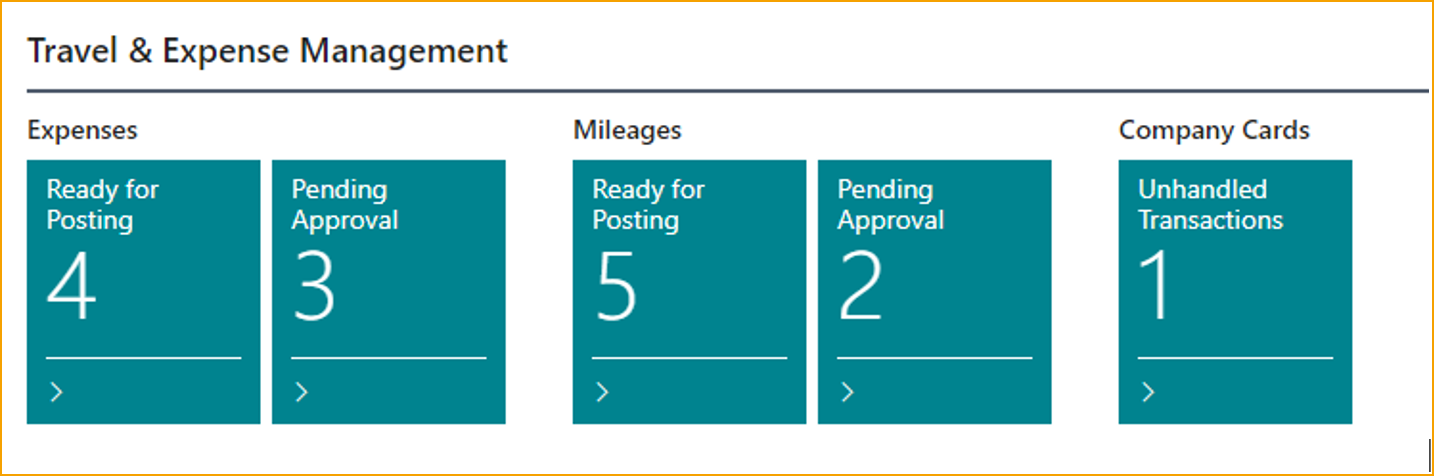 Travel & Expense Management
Expenses
Ready for
Posting
4
Pending
Approval
3
Mileages
Ready for
Posting
5
Pending
Approval
2
Company Cards
Unhandled
Transactions
1